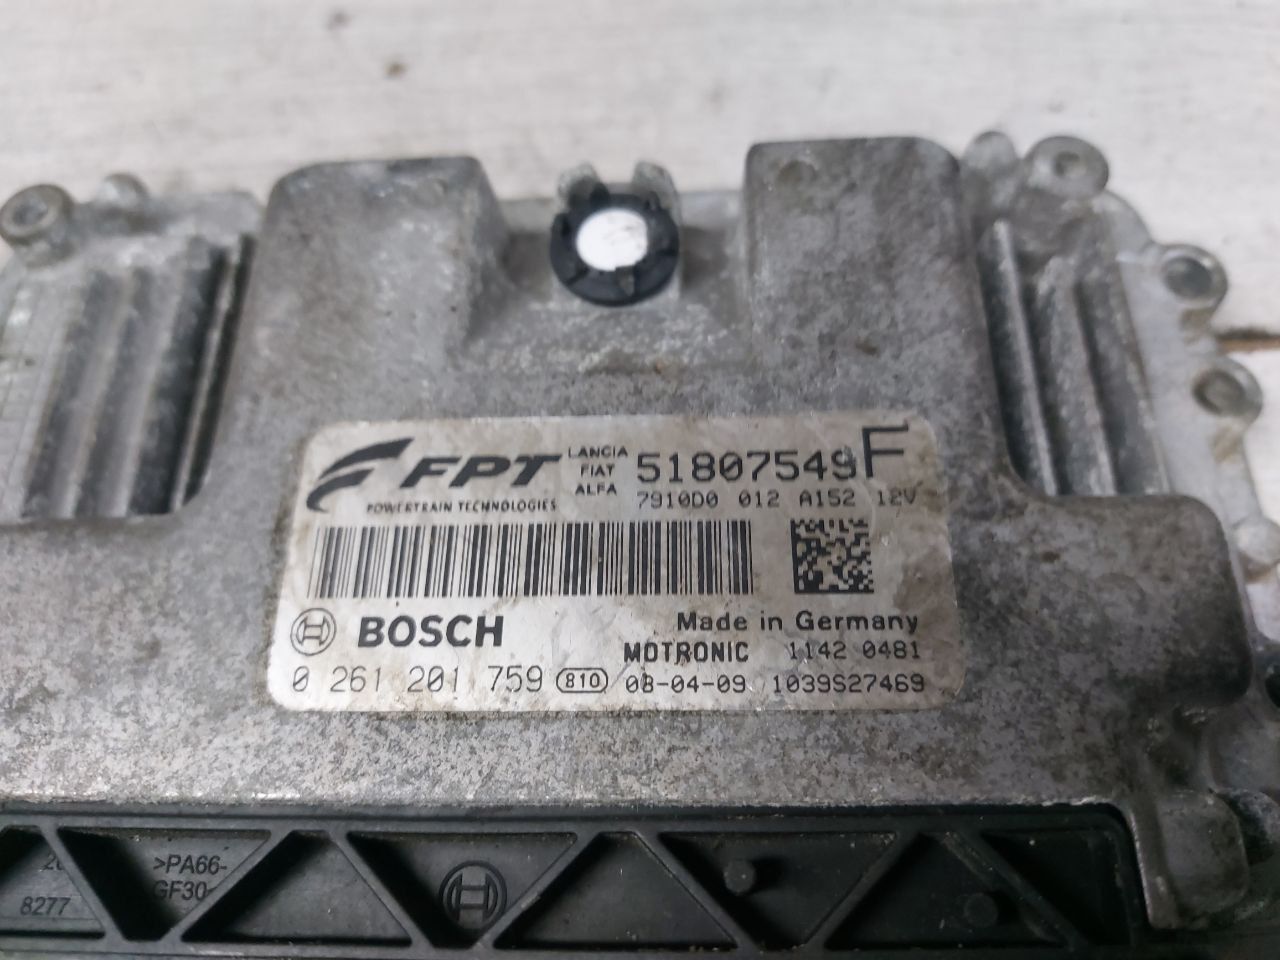 FPT LANCIA FIAT ALFA 51807549 F
POWERTRAIN TECHNOLOGIES 7910D0 012 A152 12V
BOSCH Made in Germany
MOTRONIC 1142 0481
0 261 201 759 810 08-04-09 1039S27469
>PA66-
GF30
8277